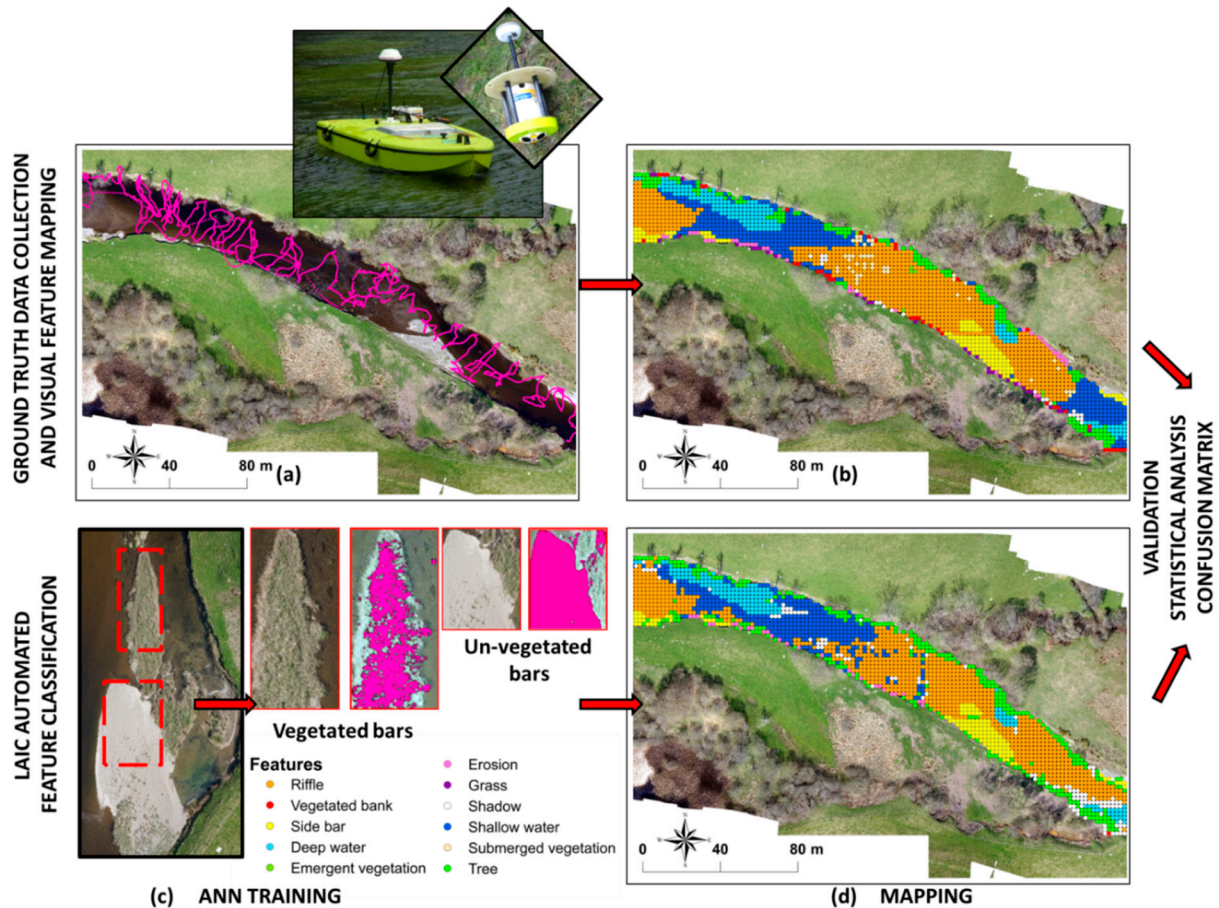 GROUND TRUTH DATA COLLECTION
AND VISUAL FEATURE MAPPING
N
W
E
S
0 40 80 m
(a)
N
W
E
S
0 40 80 m
(b)
VALIDATION
STATISTICAL ANALYSIS
CONFUSION MATRIX
LAIC AUTOMATED
FEATURE CLASSIFICATION
Vegetated bars
Un-vegetated
bars
Features
Riffle
Vegetated bank
Side bar
Deep water
Emergent vegetation
Erosion
Grass
Shadow
Shallow water
Submerged vegetation
Tree
(c) ANN TRAINING
N
W
E
S
0 40 80 m
(d) MAPPING